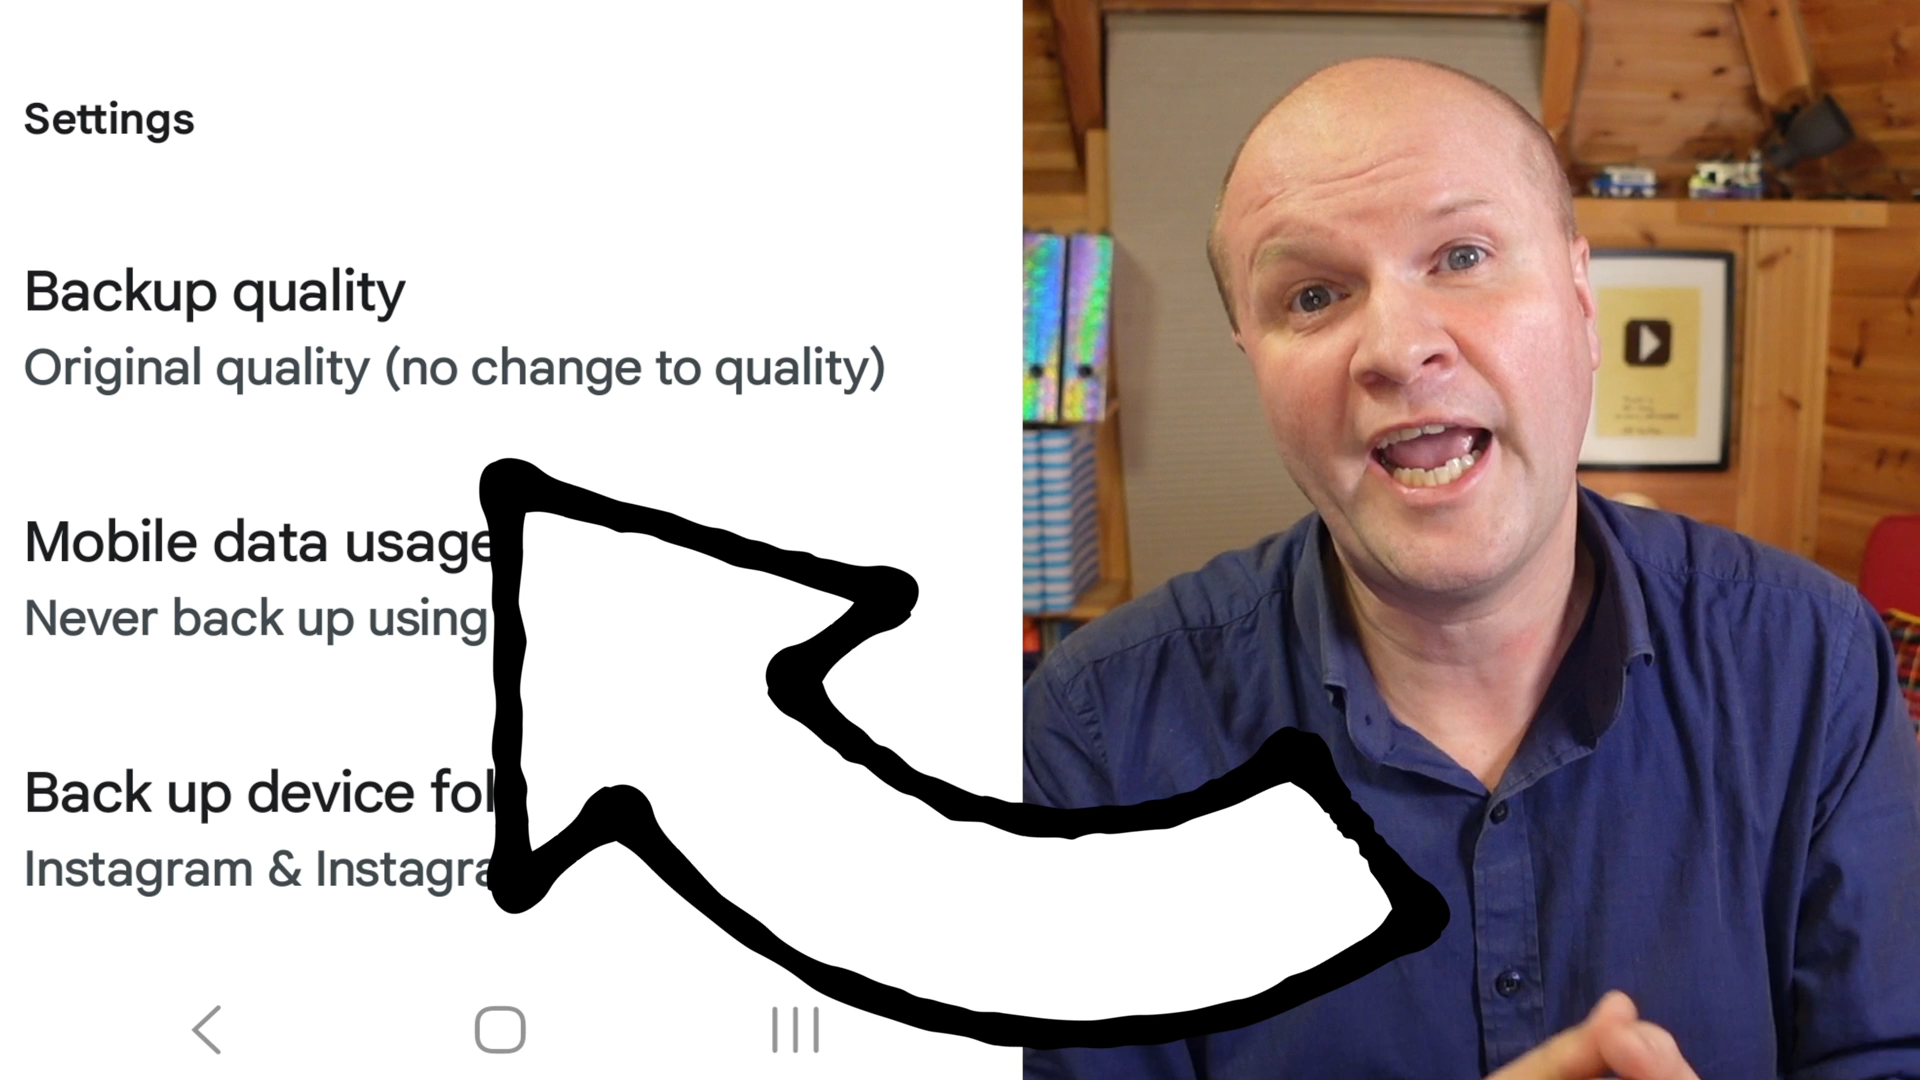 Settings
Backup quality
Original quality (no change to quality)
Mobile data usage
Never back up using
Back up device fol
Instagram & Instagra